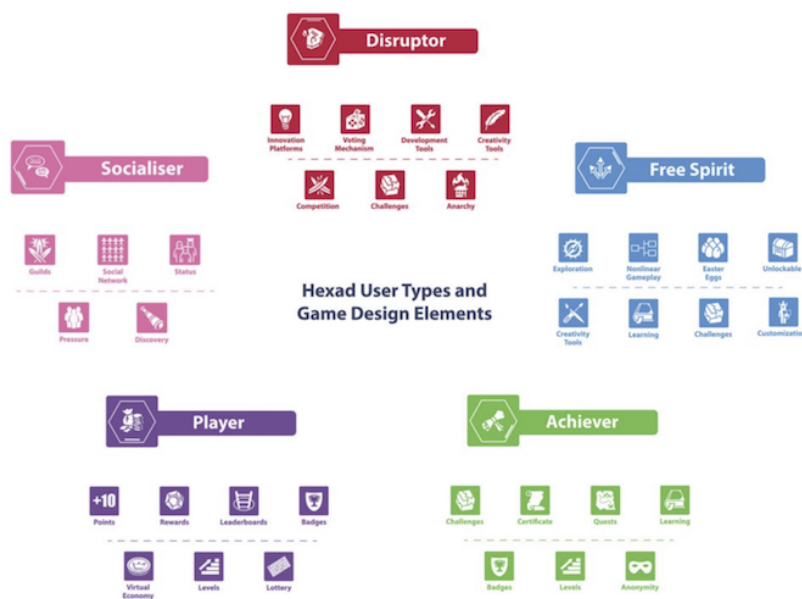 Disruptor
Innovation
Platforms
Voting
Mechanism
Development
Tools
Creativity
Tools
Competition
Challenges
Anarchy
Socialiser
Guilds
Social
Network
Status
Pressure
Discovery
Free Spirit
Exploration
Nonlinear
Gameplay
Easter
Eggs
Unlockable
Creativity
Tools
Learning
Challenges
Customizatio
Hexad User Types and
Game Design Elements
Player
+10
Points
Rewards
Leaderboards
Badges
Virtual
Economy
Levels
Lottery
Achiever
Challenges
Certificate
Quests
Learning
Badges
Levels
Anonymity